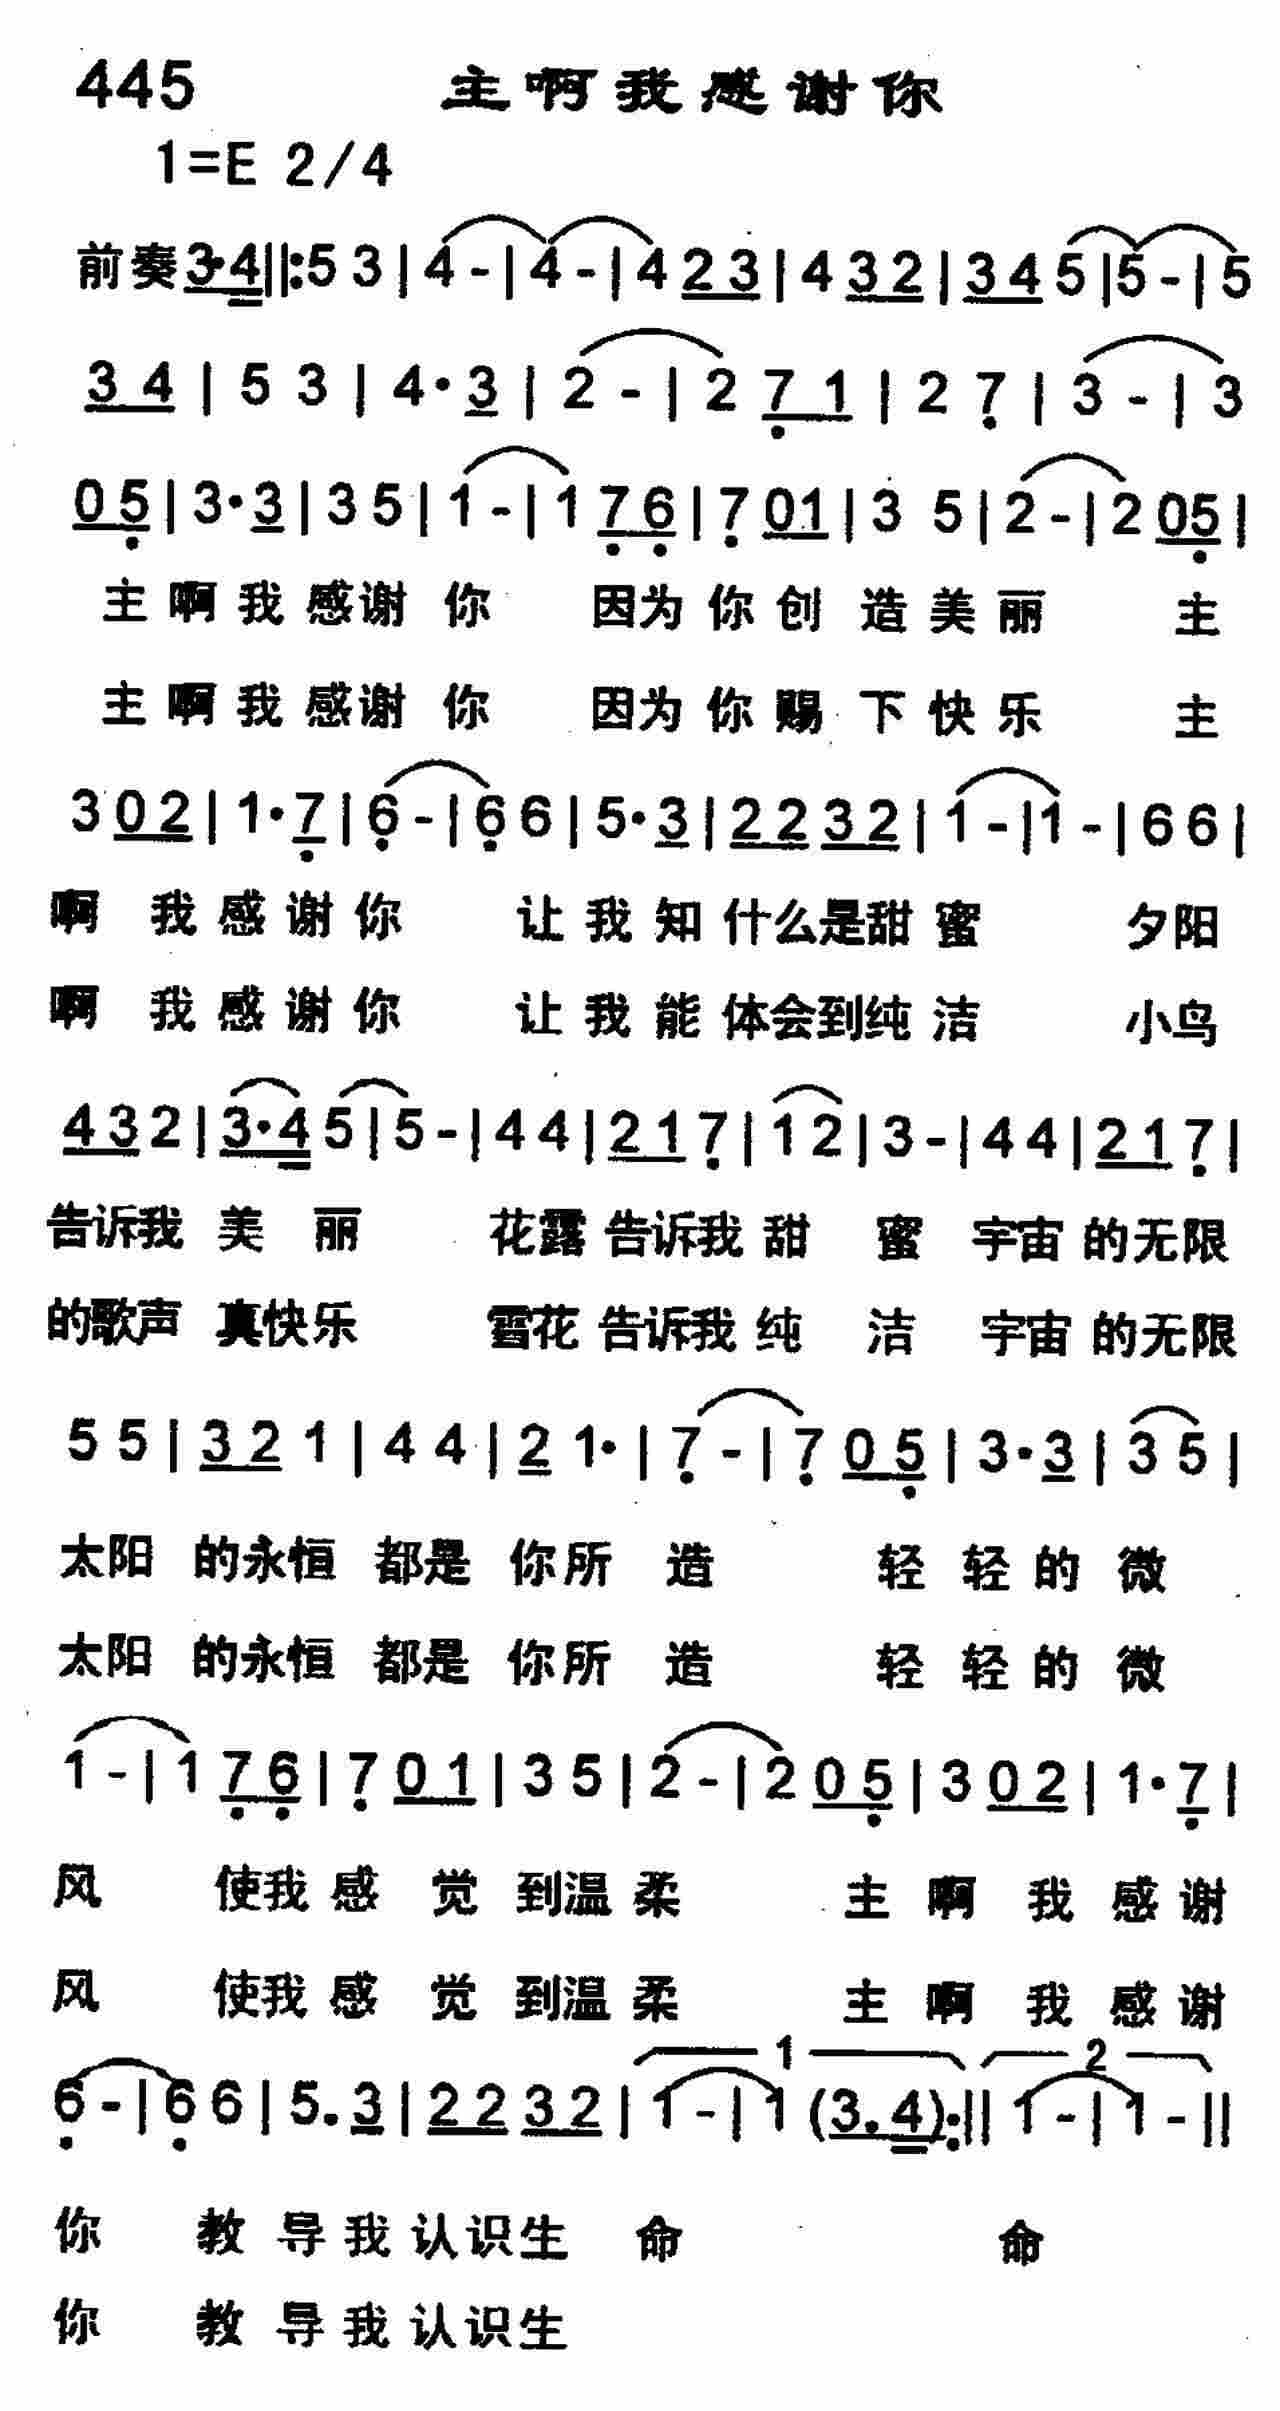 445 主啊我感谢你
1=E 2/4
前奏 3·4‖:5 3|4 -|4 -|4 2 3|4 3 2|3 4 5|5 -|5
3 4|5 3|4·3|2 -|2 7 1|2 7|3 -|3
0 5|3·3|3 5|1 -|1 7 6|7 0 1|3 5|2 -|2 0 5|
主啊我感谢你 因为你创造美丽 主
主啊我感谢你 因为你赐下快乐 主
3 0 2|1·7|6 -|6 6|5·3|2 2 3 2|1 -|1 -|6 6|
啊 我感谢你 让我知什么是甜蜜 夕阳
啊 我感谢你 让我能体会到纯洁 小鸟
4 3 2|3·4 5|5 -|4 4|2 1 7|1 2|3 -|4 4|2 1 7|
告诉我 美 丽 花露告诉我甜 蜜 宇宙的无限
的歌声 真快乐 雪花告诉我纯 洁 宇宙的无限
5 5|3 2 1|4 4|2 1·|7 -|7 0 5|3·3|3 5|
太阳 的永恒 都是 你所 造 轻轻的微
太阳 的永恒 都是 你所 造 轻轻的微
1 -|1 7 6|7 0 1|3 5|2 -|2 0 5|3 0 2|1·7|
风 使我感 觉 到温柔 主啊 我感谢
风 使我感 觉 到温柔 主啊 我感谢
1 2
6 -|6 6|5.3|2 2 3 2|1 -|1 (3.4):‖1 -|1 -‖
你 教导我认识生 命 命
你 教导我认识生